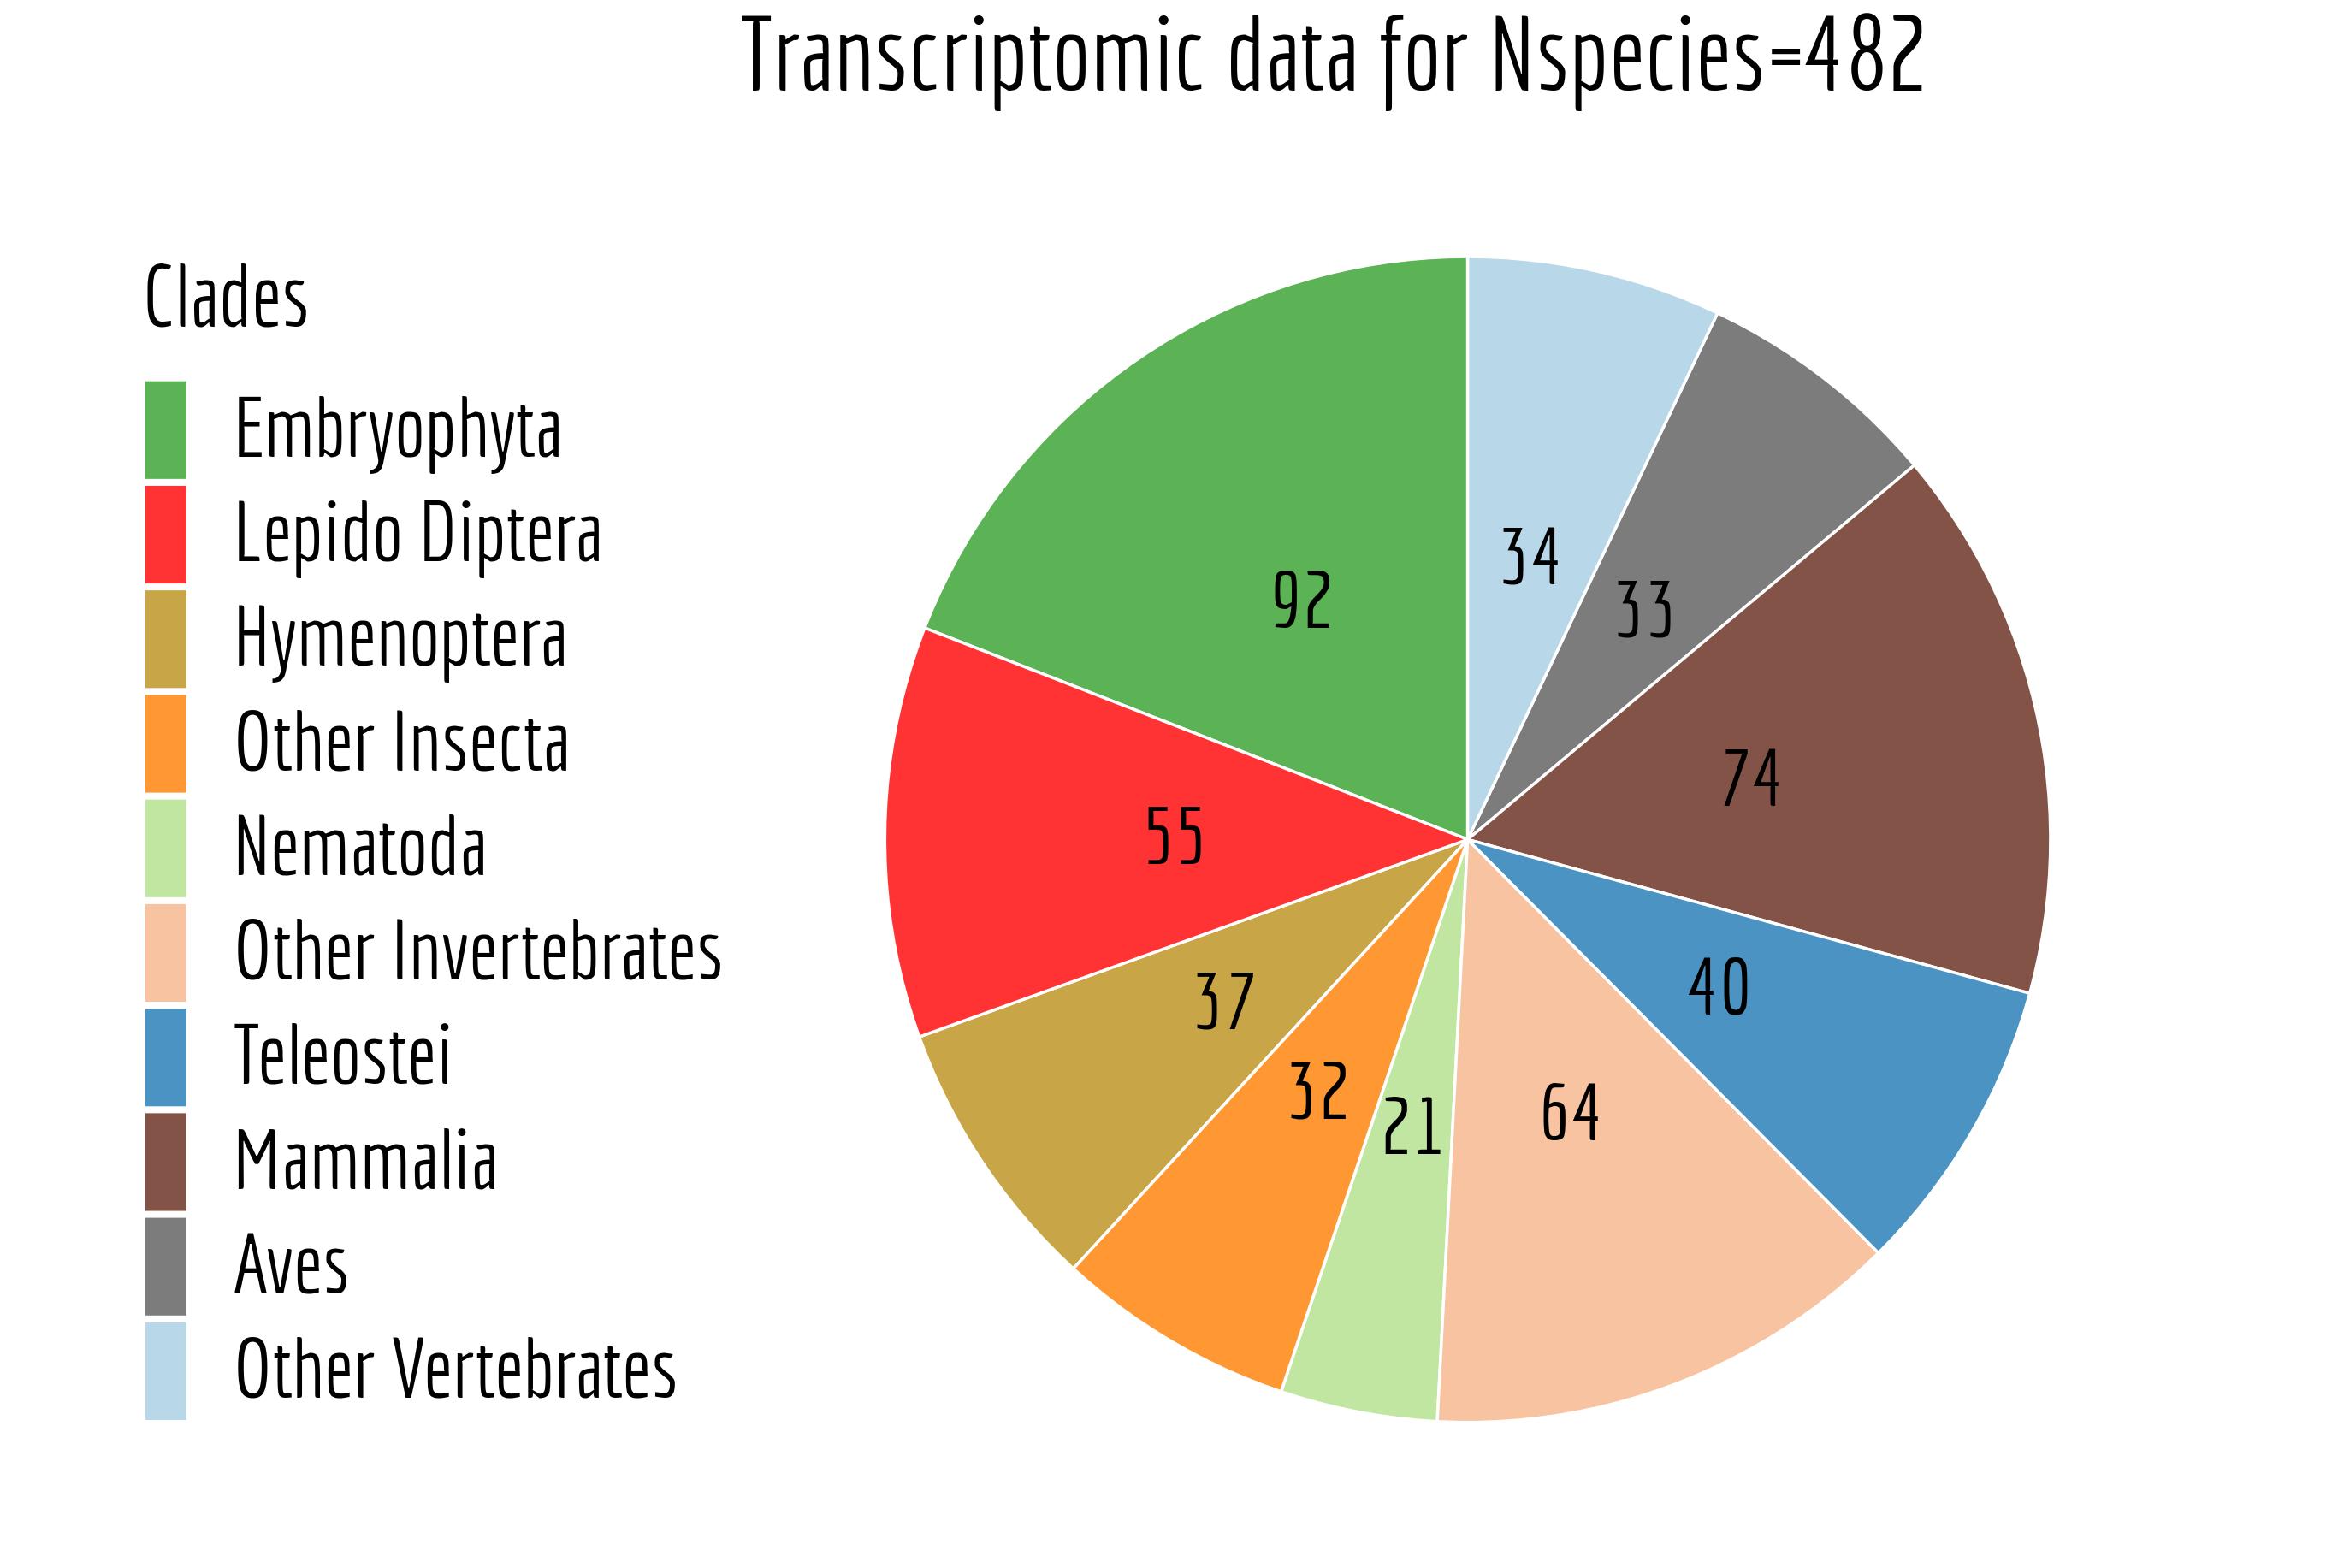 Transcriptomic data for Nspecies=482
Clades
Embryophyta
Lepido Diptera
Hymenoptera
Other Insecta
Nematoda
Other Invertebrates
Teleostei
Mammalia
Aves
Other Vertebrates
34
33
92
74
55
40
37
32
21
64